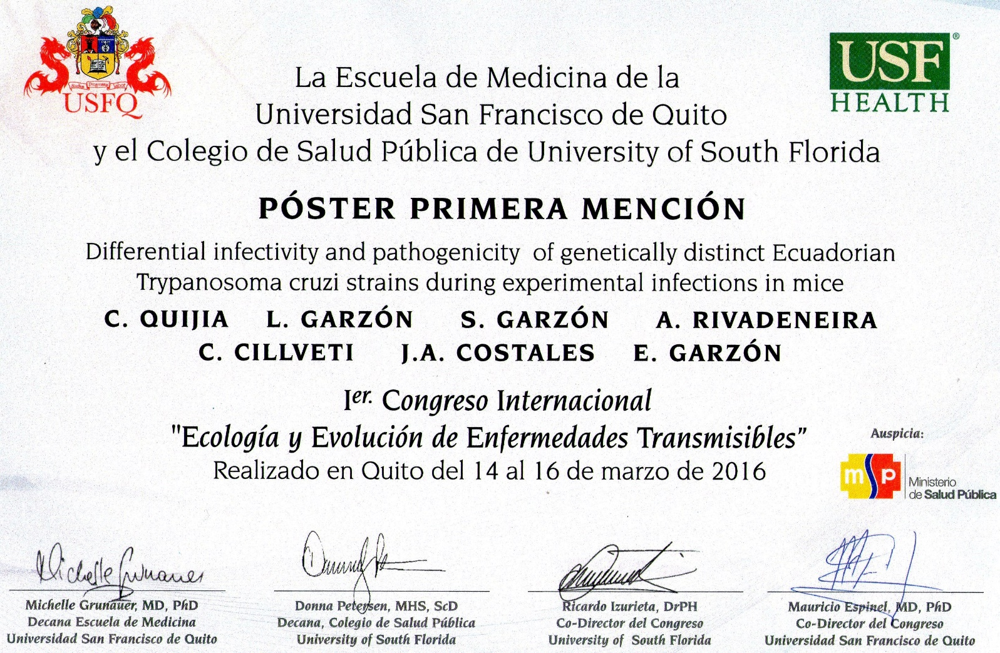 USFQ
USF®
HEALTH
La Escuela de Medicina de la
Universidad San Francisco de Quito
y el Colegio de Salud Pública de University of South Florida
PÓSTER PRIMERA MENCIÓN
Differential infectivity and pathogenicity of genetically distinct Ecuadorian
Trypanosoma cruzi strains during experimental infections in mice
C. QUIJIA L. GARZÓN S. GARZÓN A. RIVADENEIRA
C. CILLVETI J.A. COSTALES E. GARZÓN
Ier. Congreso Internacional
"Ecología y Evolución de Enfermedades Transmisibles”
Realizado en Quito del 14 al 16 de marzo de 2016
Auspicia:
msp
Ministerio
de Salud Pública
Michelle Grunauer
Michelle Grunauer, MD, PhD
Decana Escuela de Medicina
Universidad San Francisco de Quito
Donna Petersen, MHS, ScD
Decana, Colegio de Salud Pública
University of South Florida
Ricardo Izurieta, DrPH
Co-Director del Congreso
University of South Florida
Mauricio Espinel, MD, PhD
Co-Director del Congreso
Universidad San Francisco de Quito